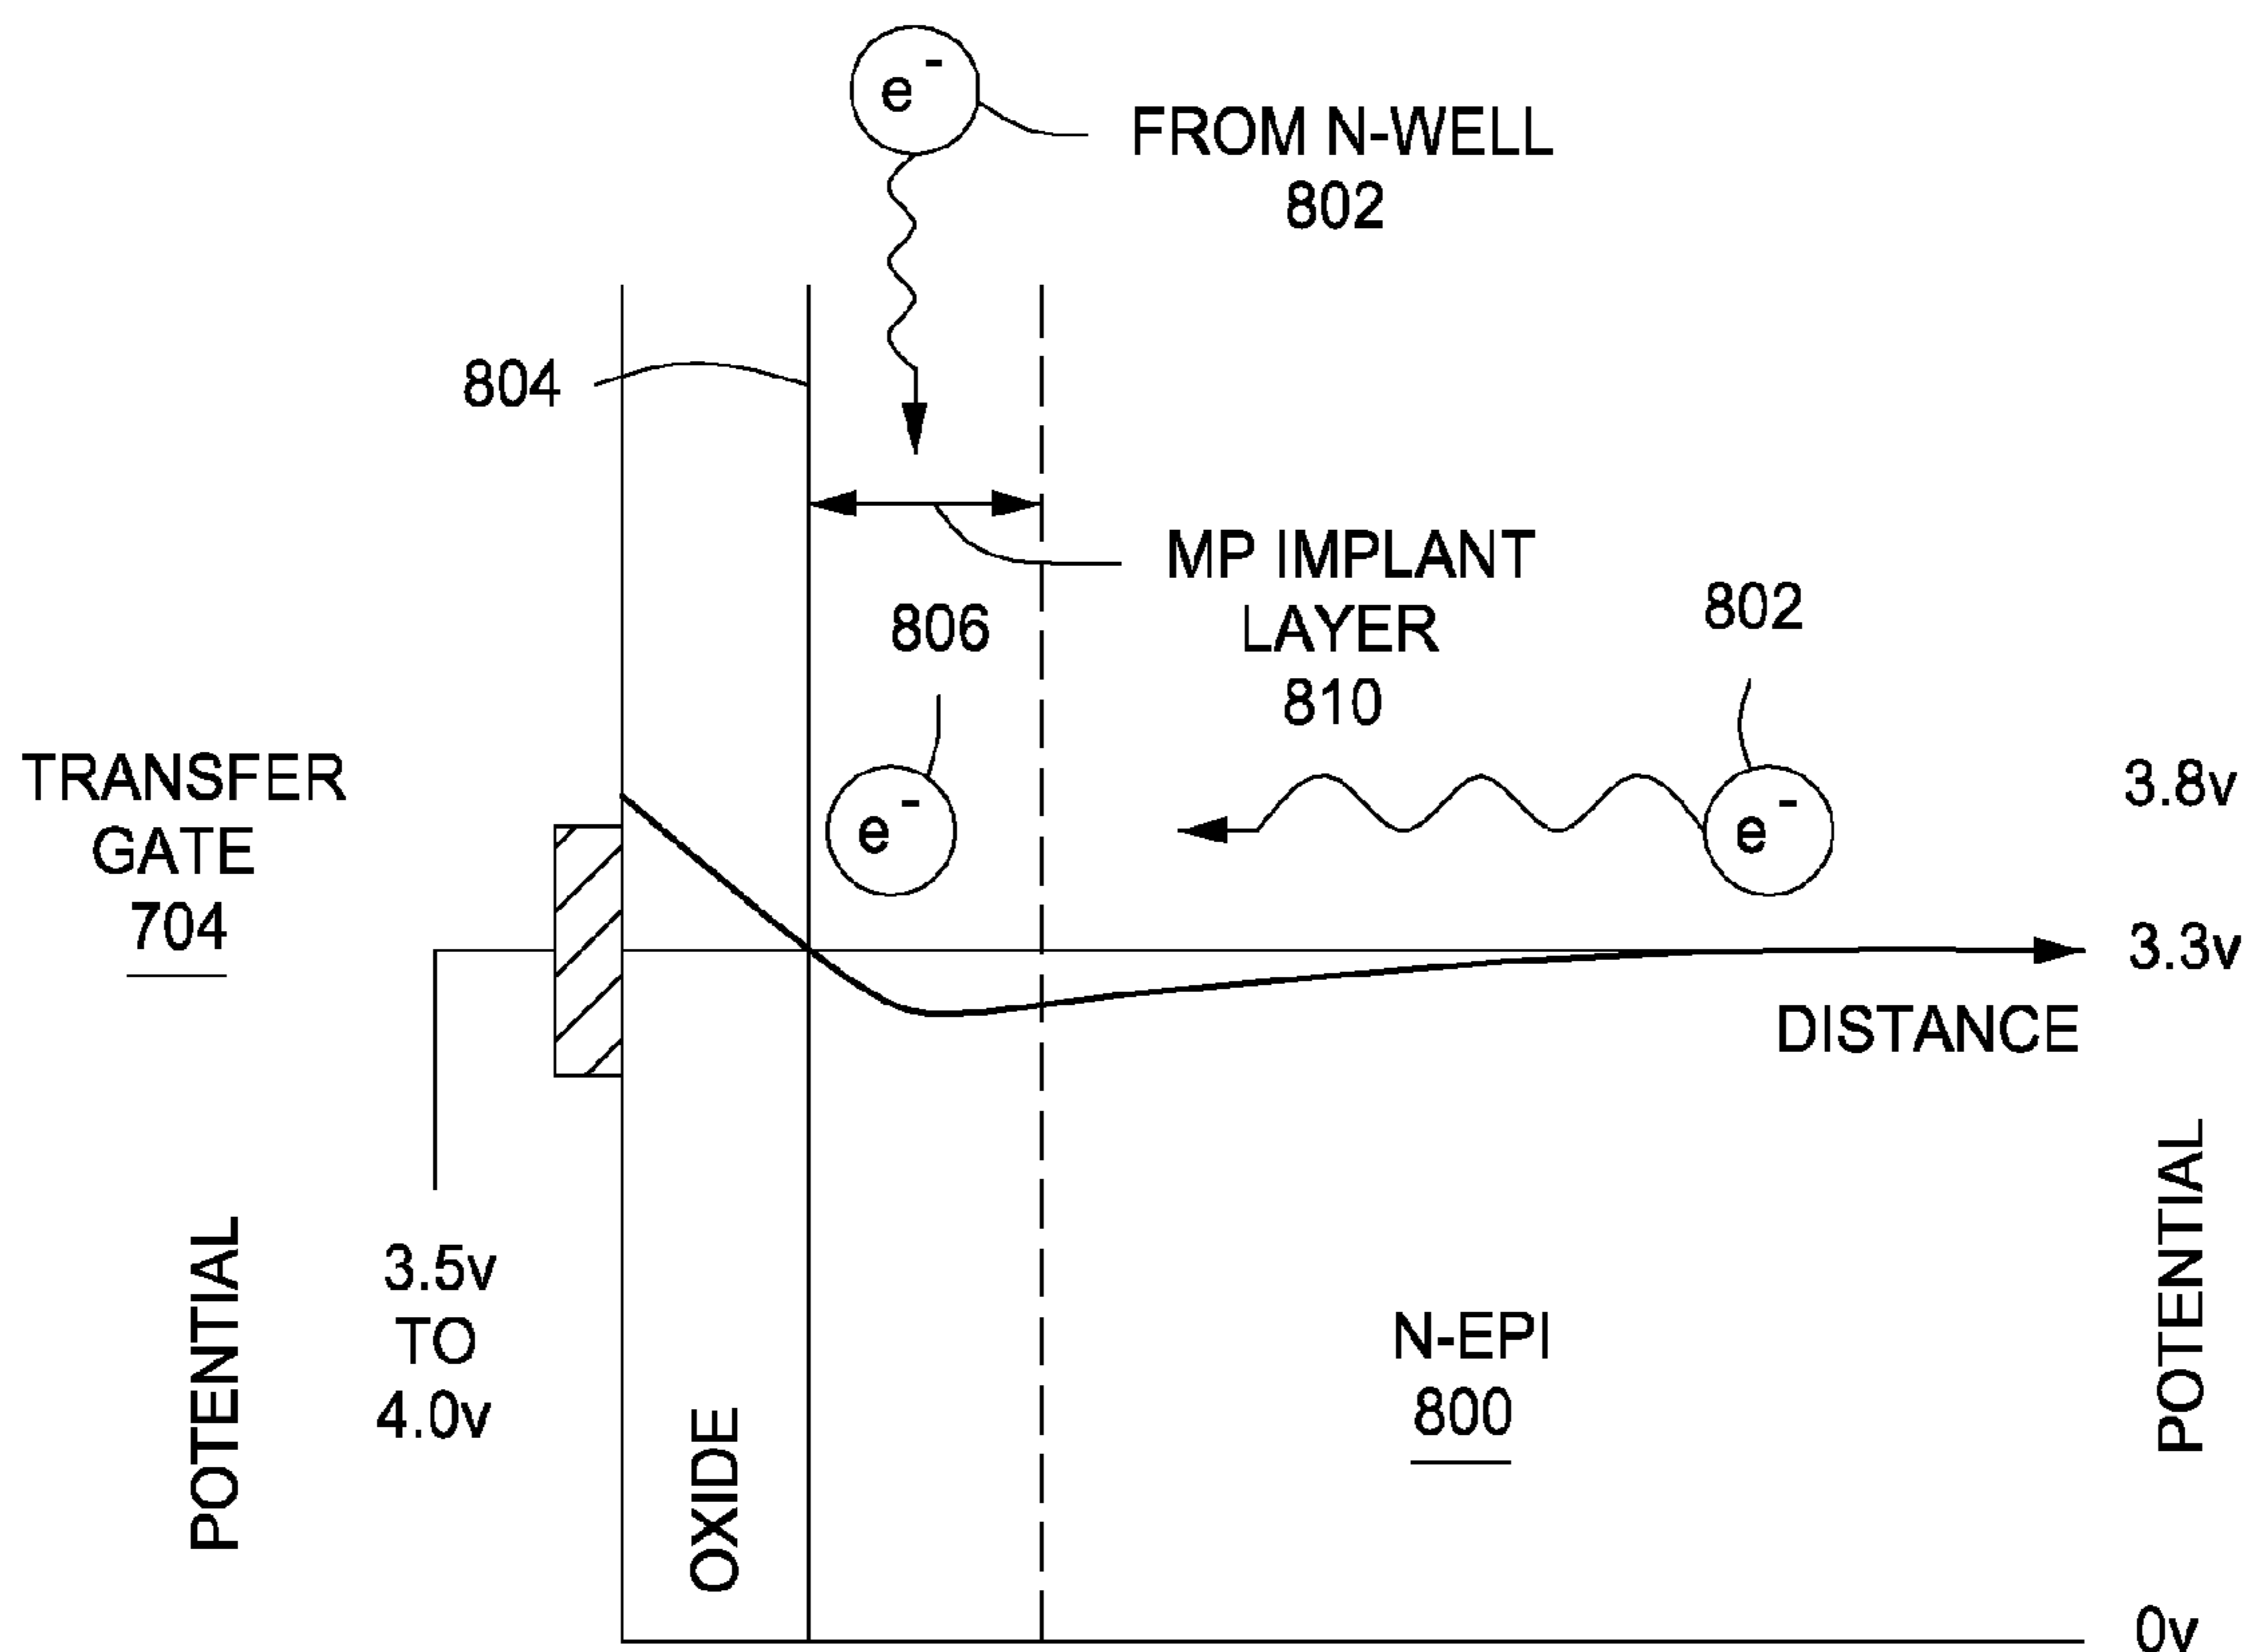 e-
FROM N-WELL
802
804
MP IMPLANT
LAYER
810
806
802
TRANSFER
GATE
704
e-
e-
3.8v
3.3v
DISTANCE
POTENTIAL
3.5v
TO
4.0v
OXIDE
N-EPI
800
POTENTIAL
0v